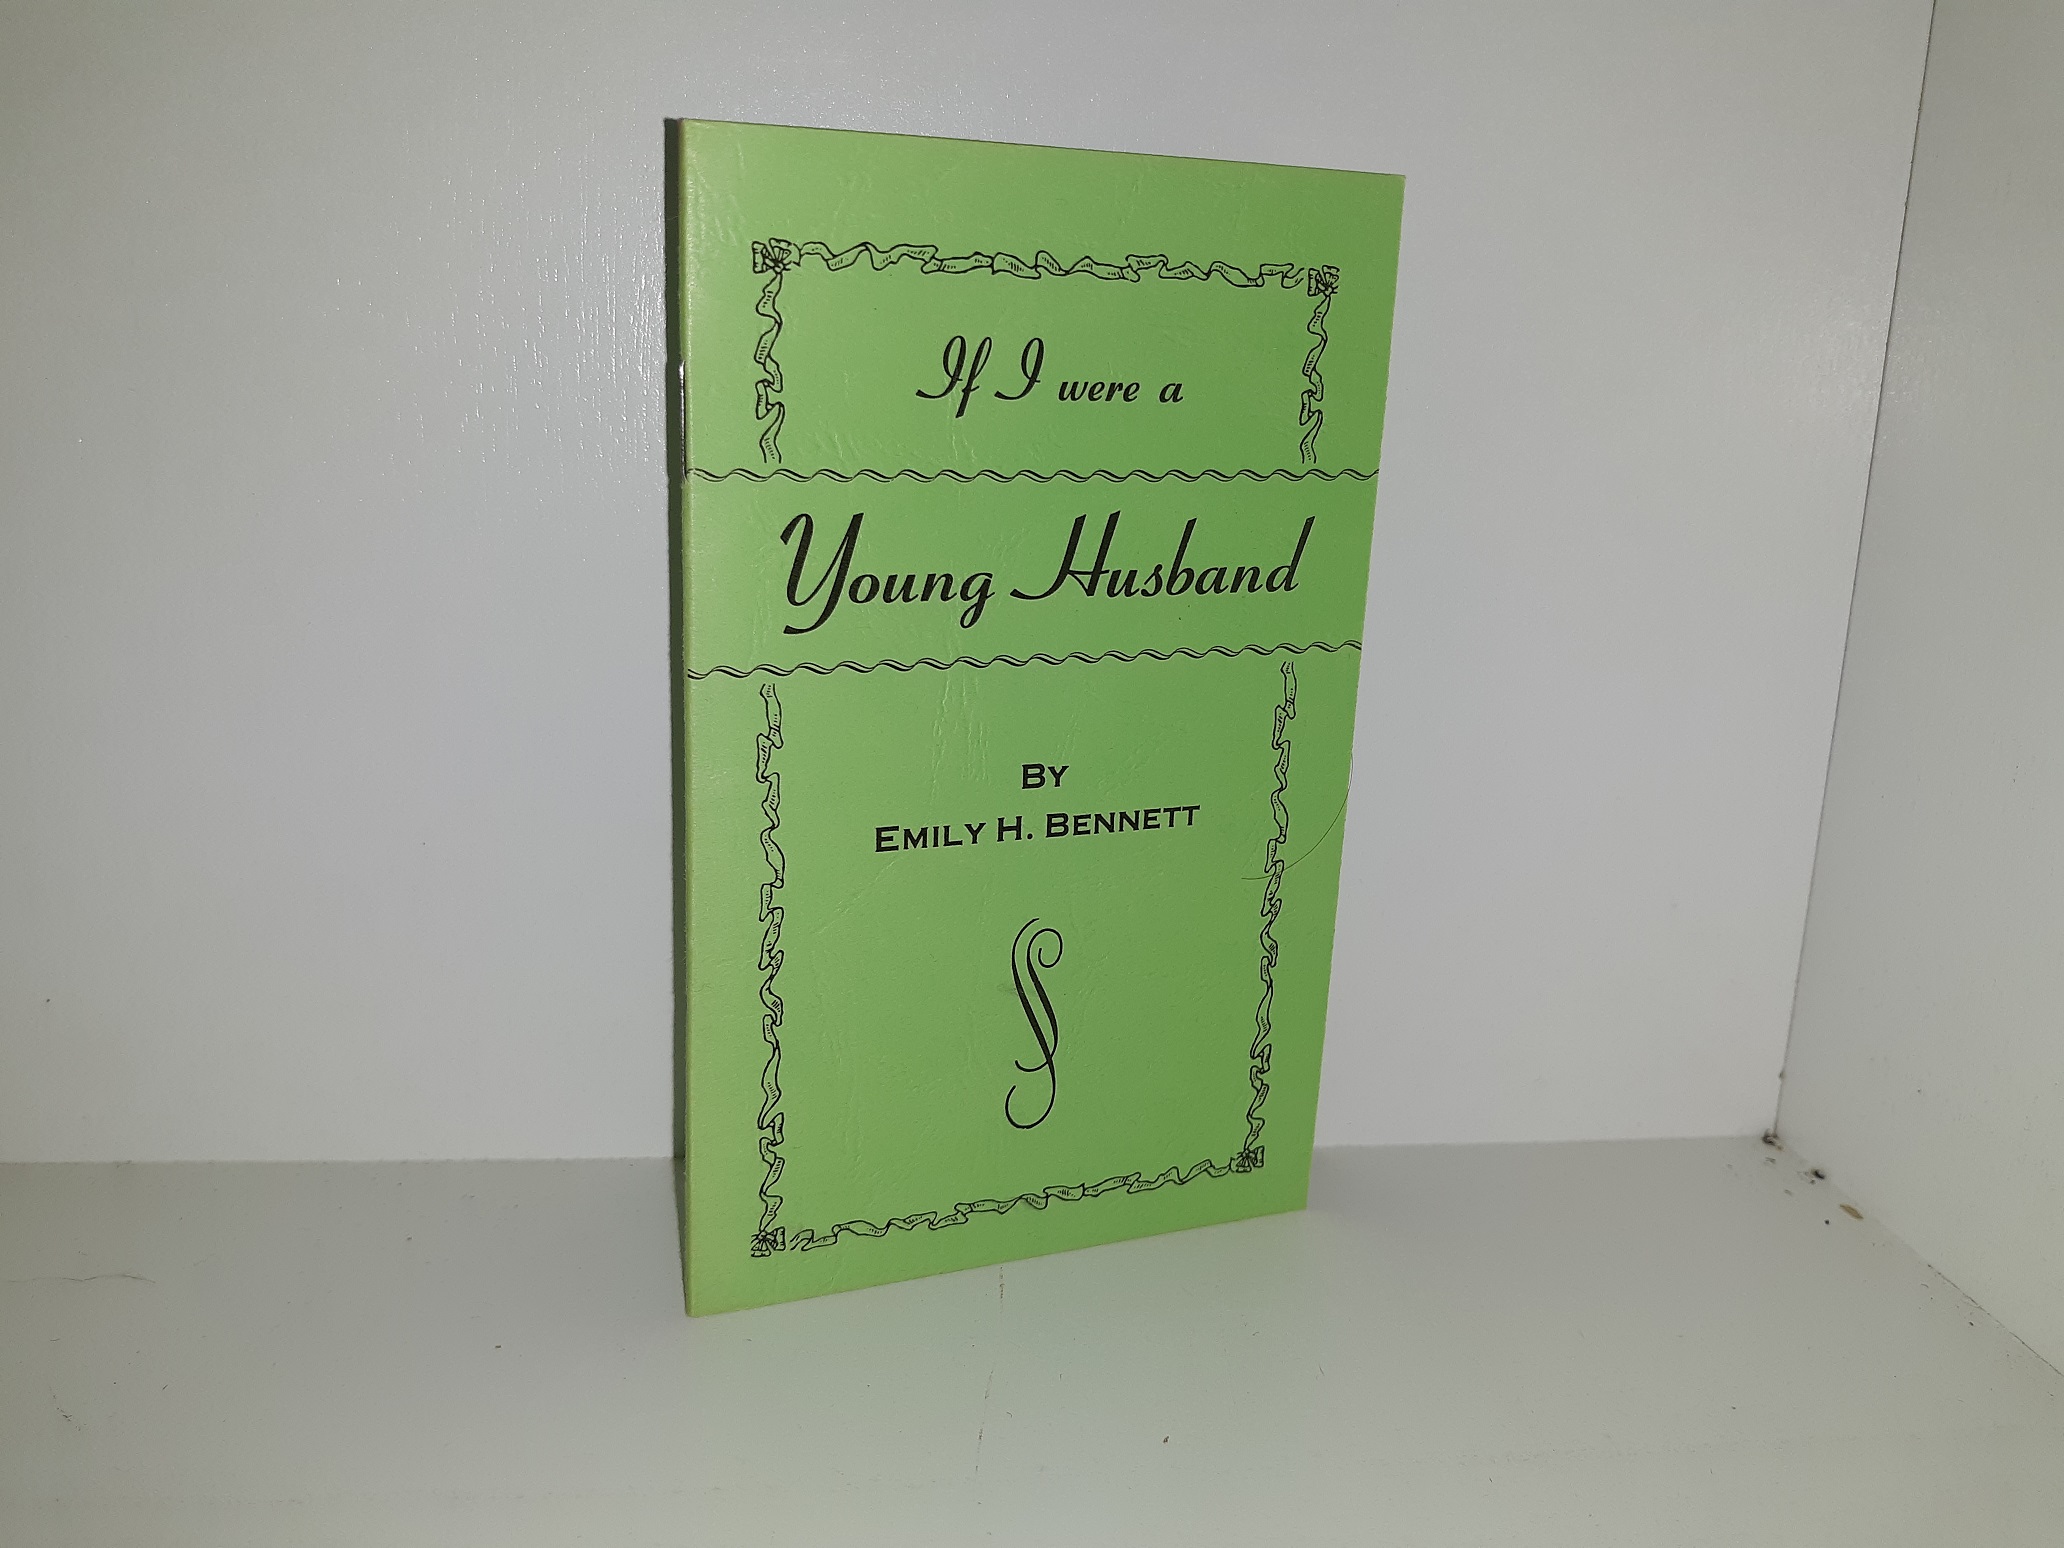 If I were a
Young Husband
BY
EMILY H. BENNETT